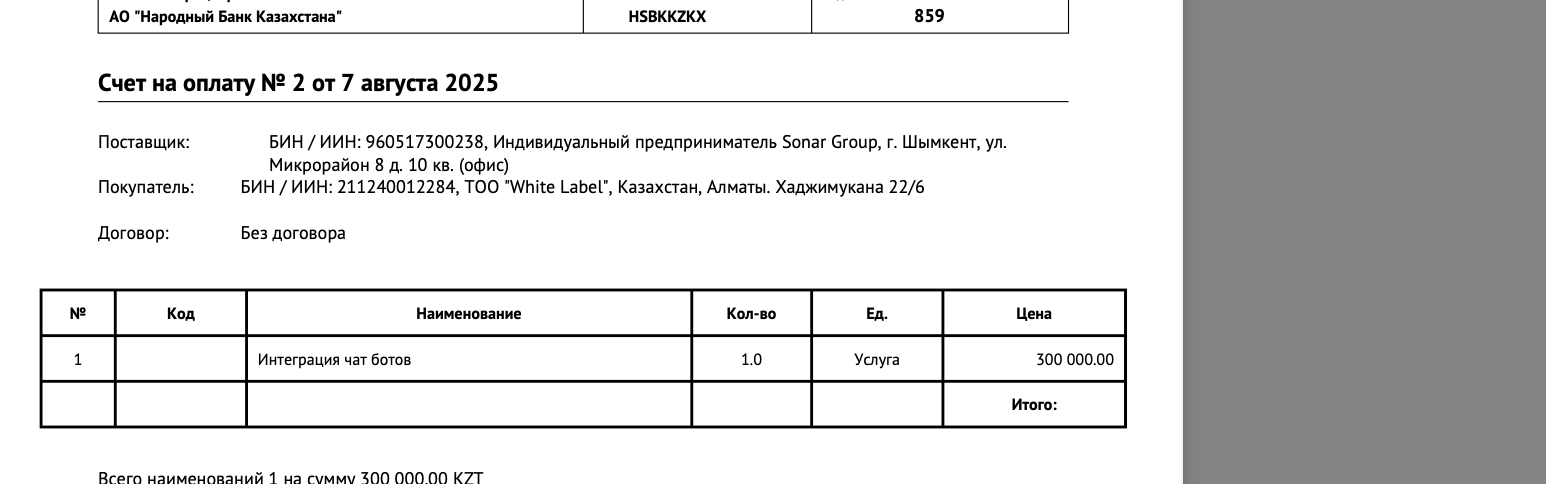 АО "Народный Банк Казахстана" HSBKKZKX 859
Счет на оплату № 2 от 7 августа 2025
Поставщик: БИН / ИИН: 960517300238, Индивидуальный предприниматель Sonar Group, г. Шымкент, ул.
Микрорайон 8 д. 10 кв. (офис)
Покупатель: БИН / ИИН: 211240012284, ТОО "White Label", Казахстан, Алматы. Хаджимукана 22/6
Договор: Без договора
№ Код Наименование Кол-во Ед. Цена
1 Интеграция чат ботов 1.0 Услуга 300 000.00
Итого:
Всего наименований 1 на сумму 300 000.00 KZT